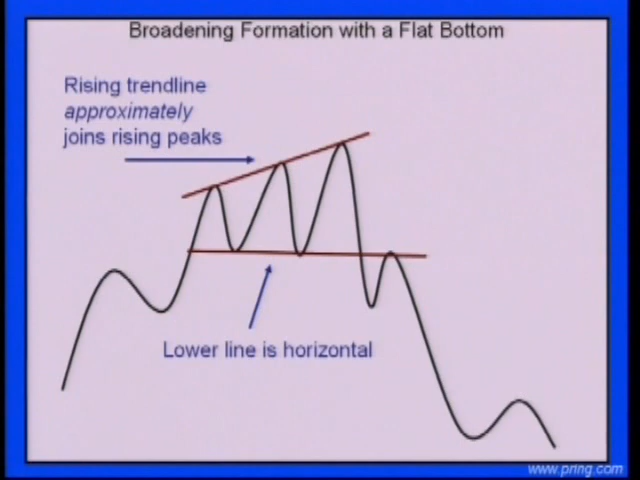 Broadening Formation with a Flat Bottom
Rising trendline
approximately
joins rising peaks
Lower line is horizontal
www.pring.com